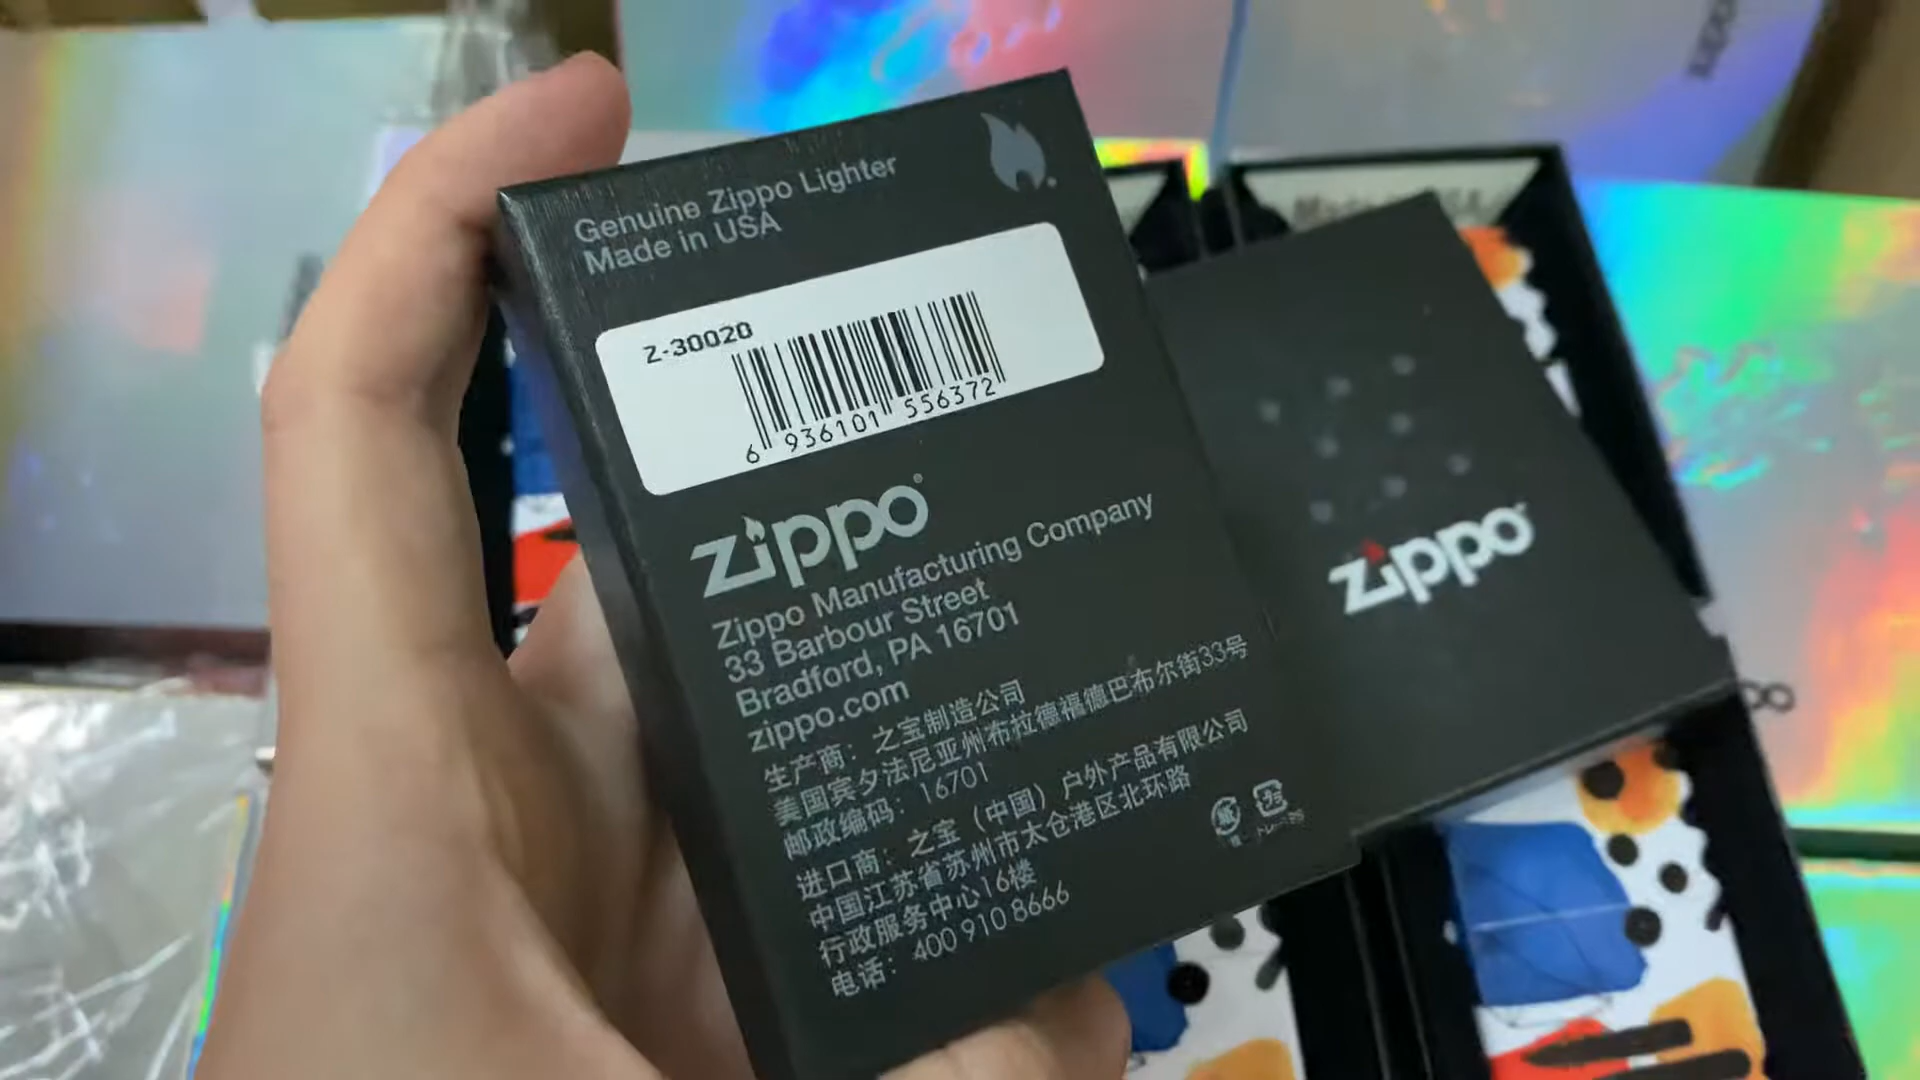 Genuine Zippo Lighter
Made in USA
Z-30020
6 936101 556372
zippo
Zippo Manufacturing Company
33 Barbour Street
Bradford, PA 16701
zippo.com
生产商：之宝制造公司
美国宾夕法尼亚州布拉德福德巴布尔街33号
邮政编码：16701
进口商：之宝（中国）户外产品有限公司
中国江苏省苏州市太仓港区北环路
行政服务中心16楼
电话：400 910 8666
zippo